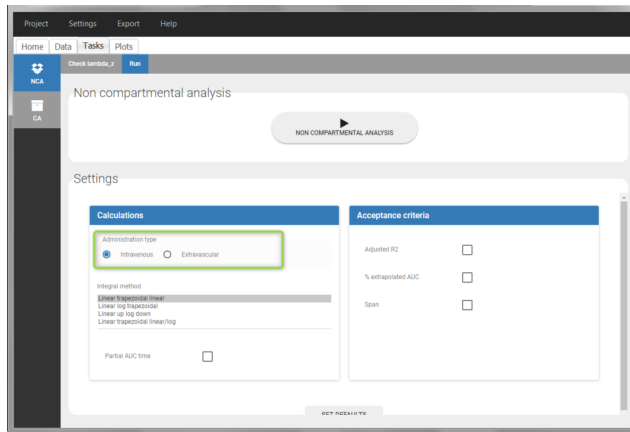 Project Settings Export Help
Home Data Tasks Plots
Check lambda_z Run
NCA
CA
Non compartmental analysis
NON COMPARTMENTAL ANALYSIS
Settings
Calculations
Administration type
Intravenous Extravascular
Integral method
Linear trapezoidal linear
Linear log trapezoidal
Linear up log down
Linear trapezoidal linear/log
Partial AUC time
Acceptance criteria
Adjusted R2
% extrapolated AUC
Span
SET DEFAULTS